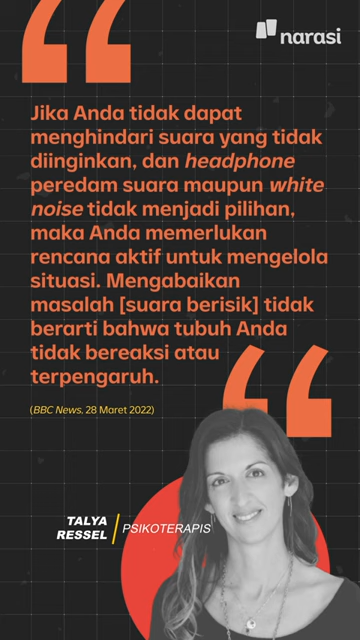 narasi
Jika Anda tidak dapat
menghindari suara yang tidak
diinginkan, dan headphone
peredam suara maupun white
noise tidak menjadi pilihan,
maka Anda memerlukan
rencana aktif untuk mengelola
situasi. Mengabaikan
masalah [suara berisik] tidak
berarti bahwa tubuh Anda
tidak bereaksi atau
terpengaruh.
(BBC News, 28 Maret 2022)
TALYA
RESSEL
PSIKOTERAPIS